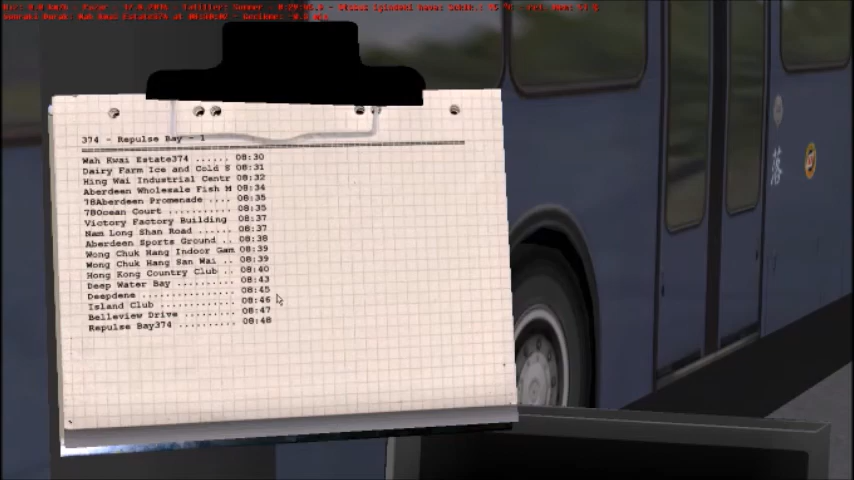 374 - Repulse Bay - 1
Wah Kwai Estate374 ...... 08:30
Dairy Farm Ice and Cold S 08:31
Hing Wai Industrial Centr 08:32
Aberdeen Wholesale Fish M 08:34
78Aberdeen Promenade .... 08:35
78Ocean Court .......... 08:35
Victory Factory Building 08:37
Nam Long Shan Road ...... 08:37
Aberdeen Sports Ground .. 08:38
Wong Chuk Hang Indoor Gam 08:39
Wong Chuk Hang San Wai .. 08:39
Hong Kong Country Club .. 08:40
Deep Water Bay ......... 08:43
Deepdene ............... 08:45
Island Club ............ 08:46
Belleview Drive ........ 08:47
Repulse Bay374 ......... 08:48
落